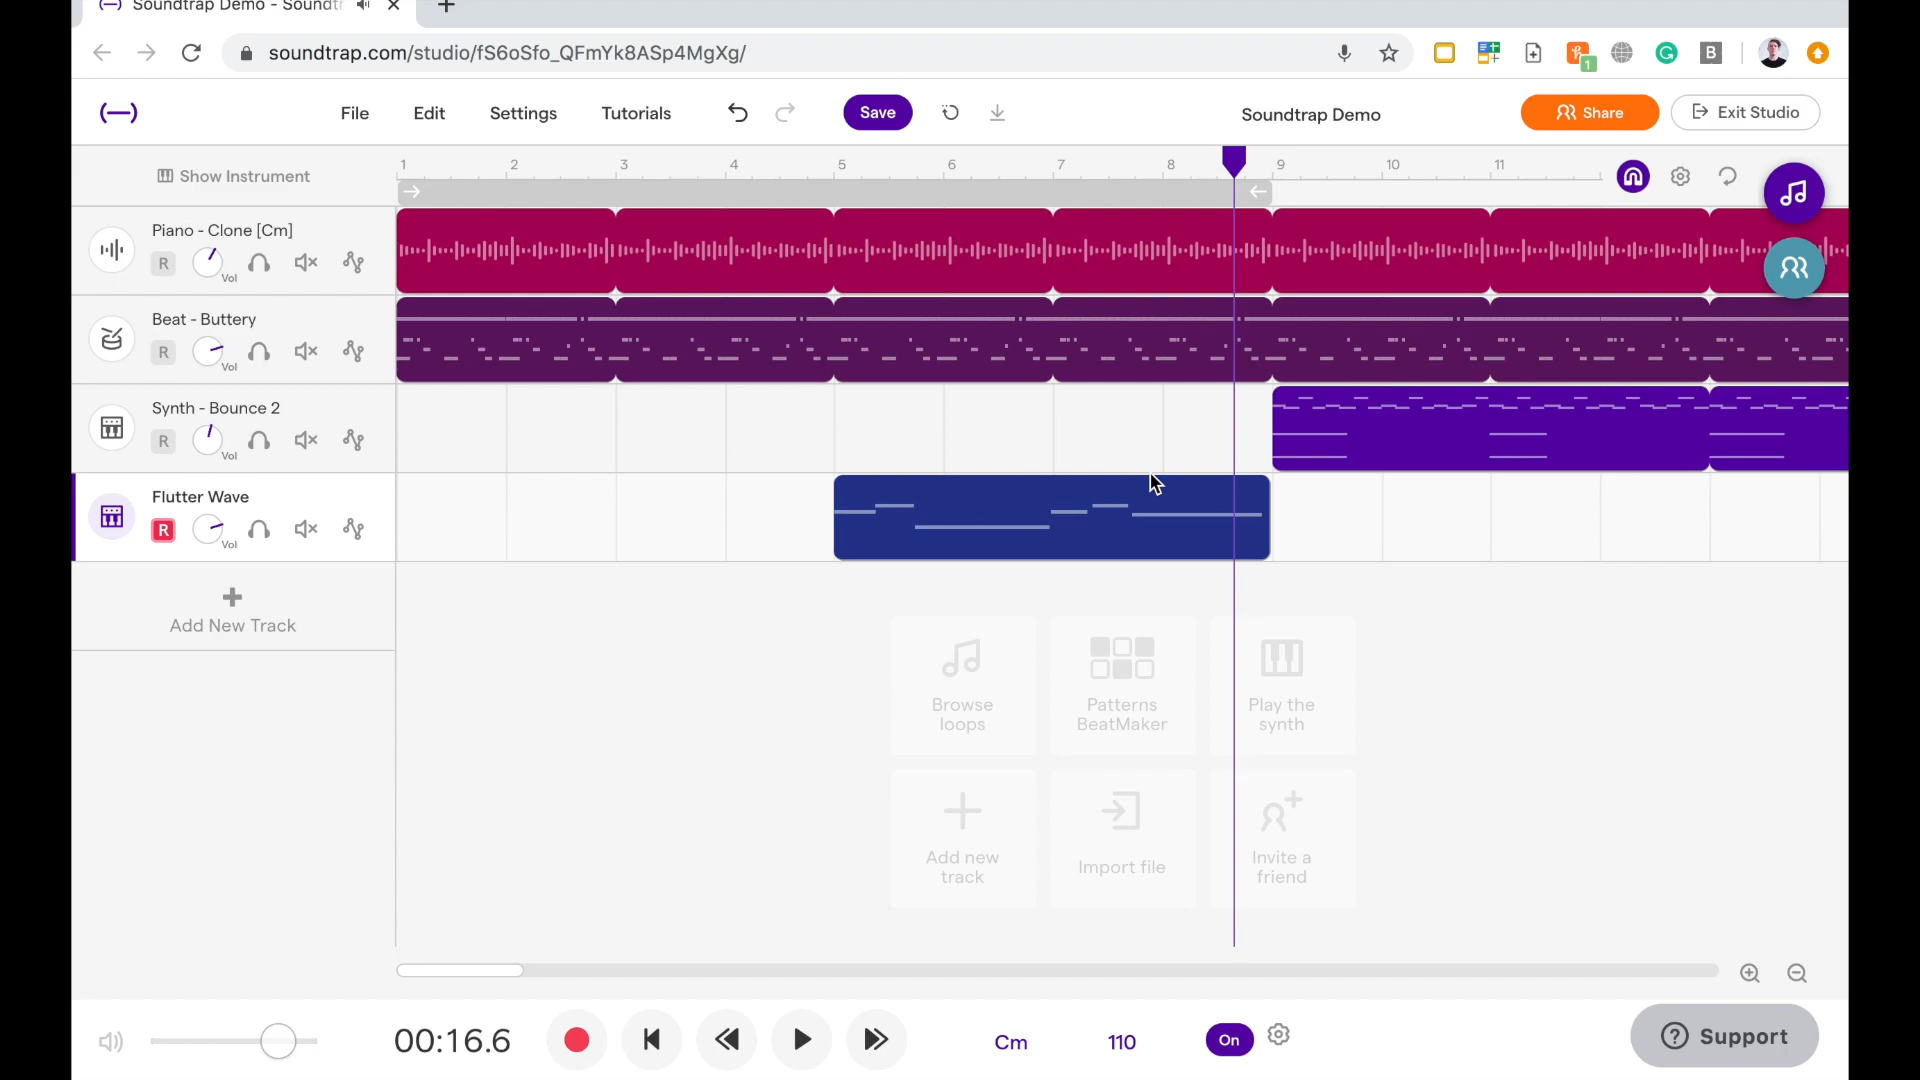 Soundtrap Demo - Soundtr
soundtrap.com/studio/fS6oSfo_QFmYk8ASp4MgXg/
1
B
File Edit Settings Tutorials Save Soundtrap Demo Share Exit Studio
Show Instrument
1 2 3 4 5 6 7 8 9 10 11
Piano - Clone [Cm]
R Vol
Beat - Buttery
R Vol
Synth - Bounce 2
R Vol
Flutter Wave
R Vol
Add New Track
Browse
loops
Patterns
BeatMaker
Play the
synth
Add new
track
Import file
Invite a
friend
00:16.6 Cm 110 On Support